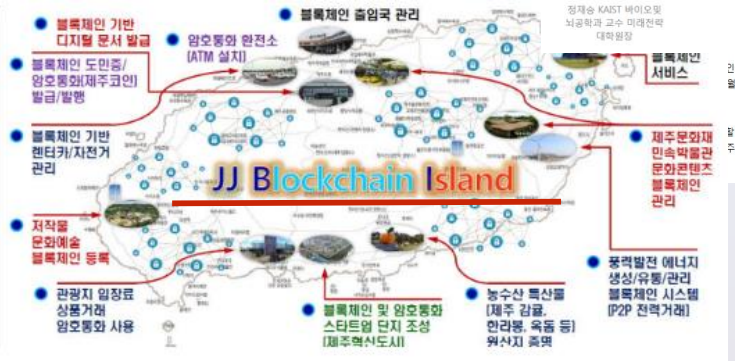 정재승 KAIST 바이오및
뇌공학과 교수 미래전략
대학원장
블록체인 기반
디지털 문서 발급
암호통화 환전소
(ATM 설치)
블록체인 출입국 관리
블록체인
서비스
블록체인 도민증/
암호통화(제주코인)
발급/발행
블록체인 기반
렌터카/자전거
관리
제주문화재
민속박물관
문화콘텐츠
블록체인
관리
JJ Blockchain Island
저작물
문화예술
블록체인 등록
관광지 입장료
상품거래
암호통화 사용
블록체인 및 암호통화
스타트업 단지 조성
(제주혁신도시)
농수산 특산물
(제주 감귤,
한라봉, 옥돔 등)
원산지 증명
풍력발전 에너지
생성/유통/관리
블록체인 시스템
(P2P 전력거래)